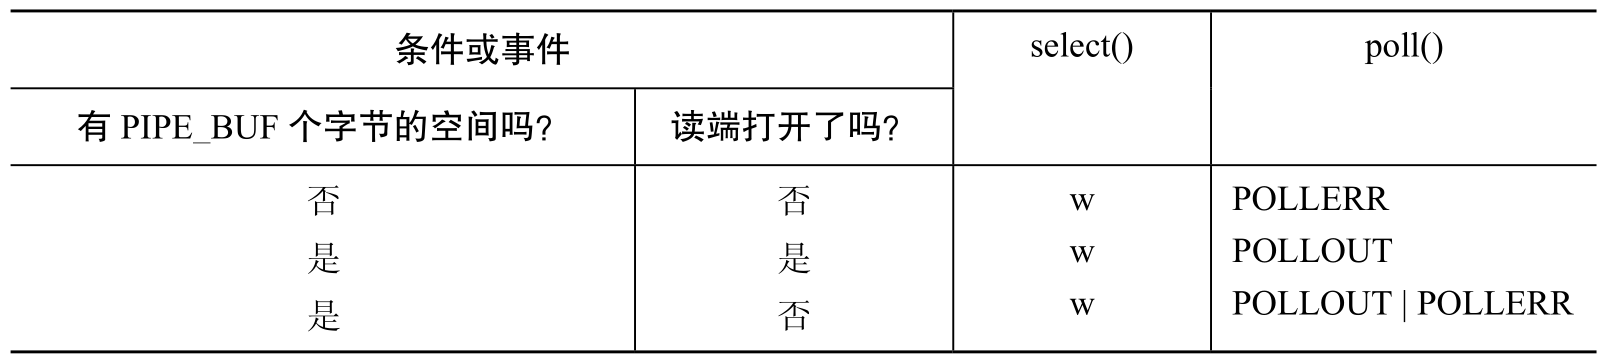 条件或事件 select() poll()
有 PIPE_BUF 个字节的空间吗？ 读端打开了吗？
否 否 w POLLERR
是 是 w POLLOUT
是 否 w POLLOUT | POLLERR